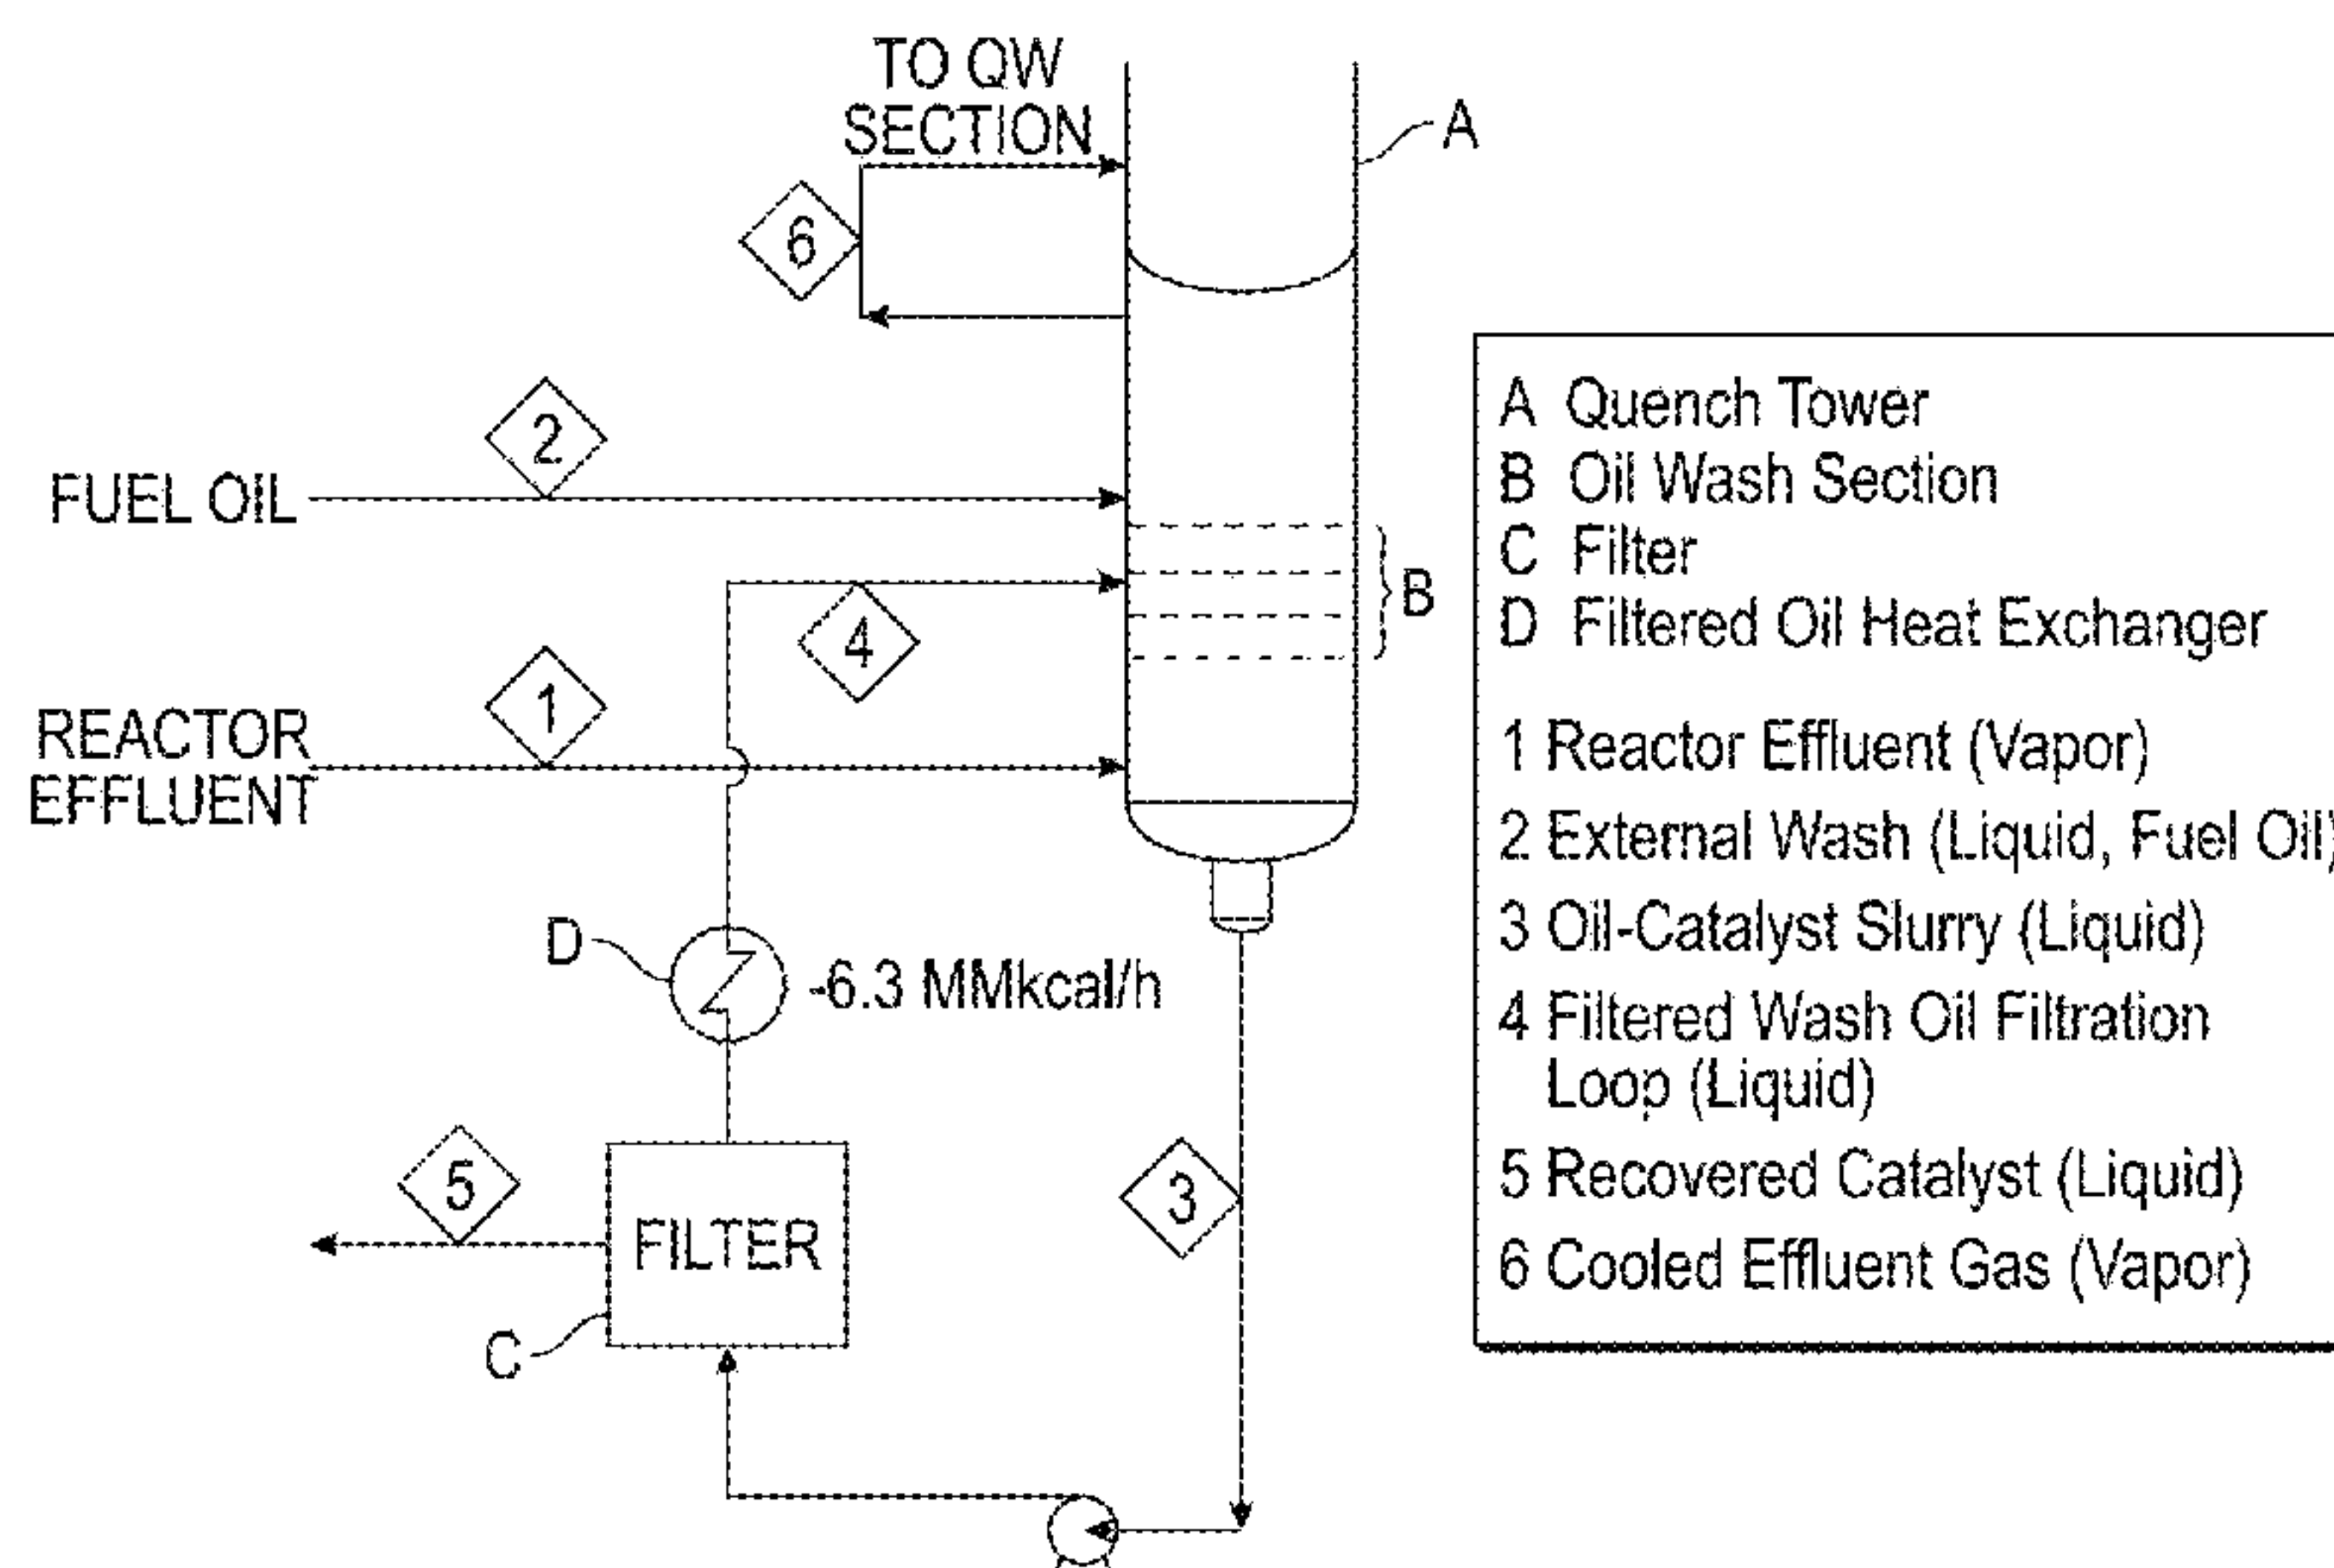 TO QW
SECTION
A
6
2
FUEL OIL
B
4
1
REACTOR
EFFLUENT
D
-6.3 MMkcal/h
5
3
FILTER
C
A Quench Tower
B Oil Wash Section
C Filter
D Filtered Oil Heat Exchanger
1 Reactor Effluent (Vapor)
2 External Wash (Liquid, Fuel Oil)
3 Oil-Catalyst Slurry (Liquid)
4 Filtered Wash Oil Filtration
Loop (Liquid)
5 Recovered Catalyst (Liquid)
6 Cooled Effluent Gas (Vapor)